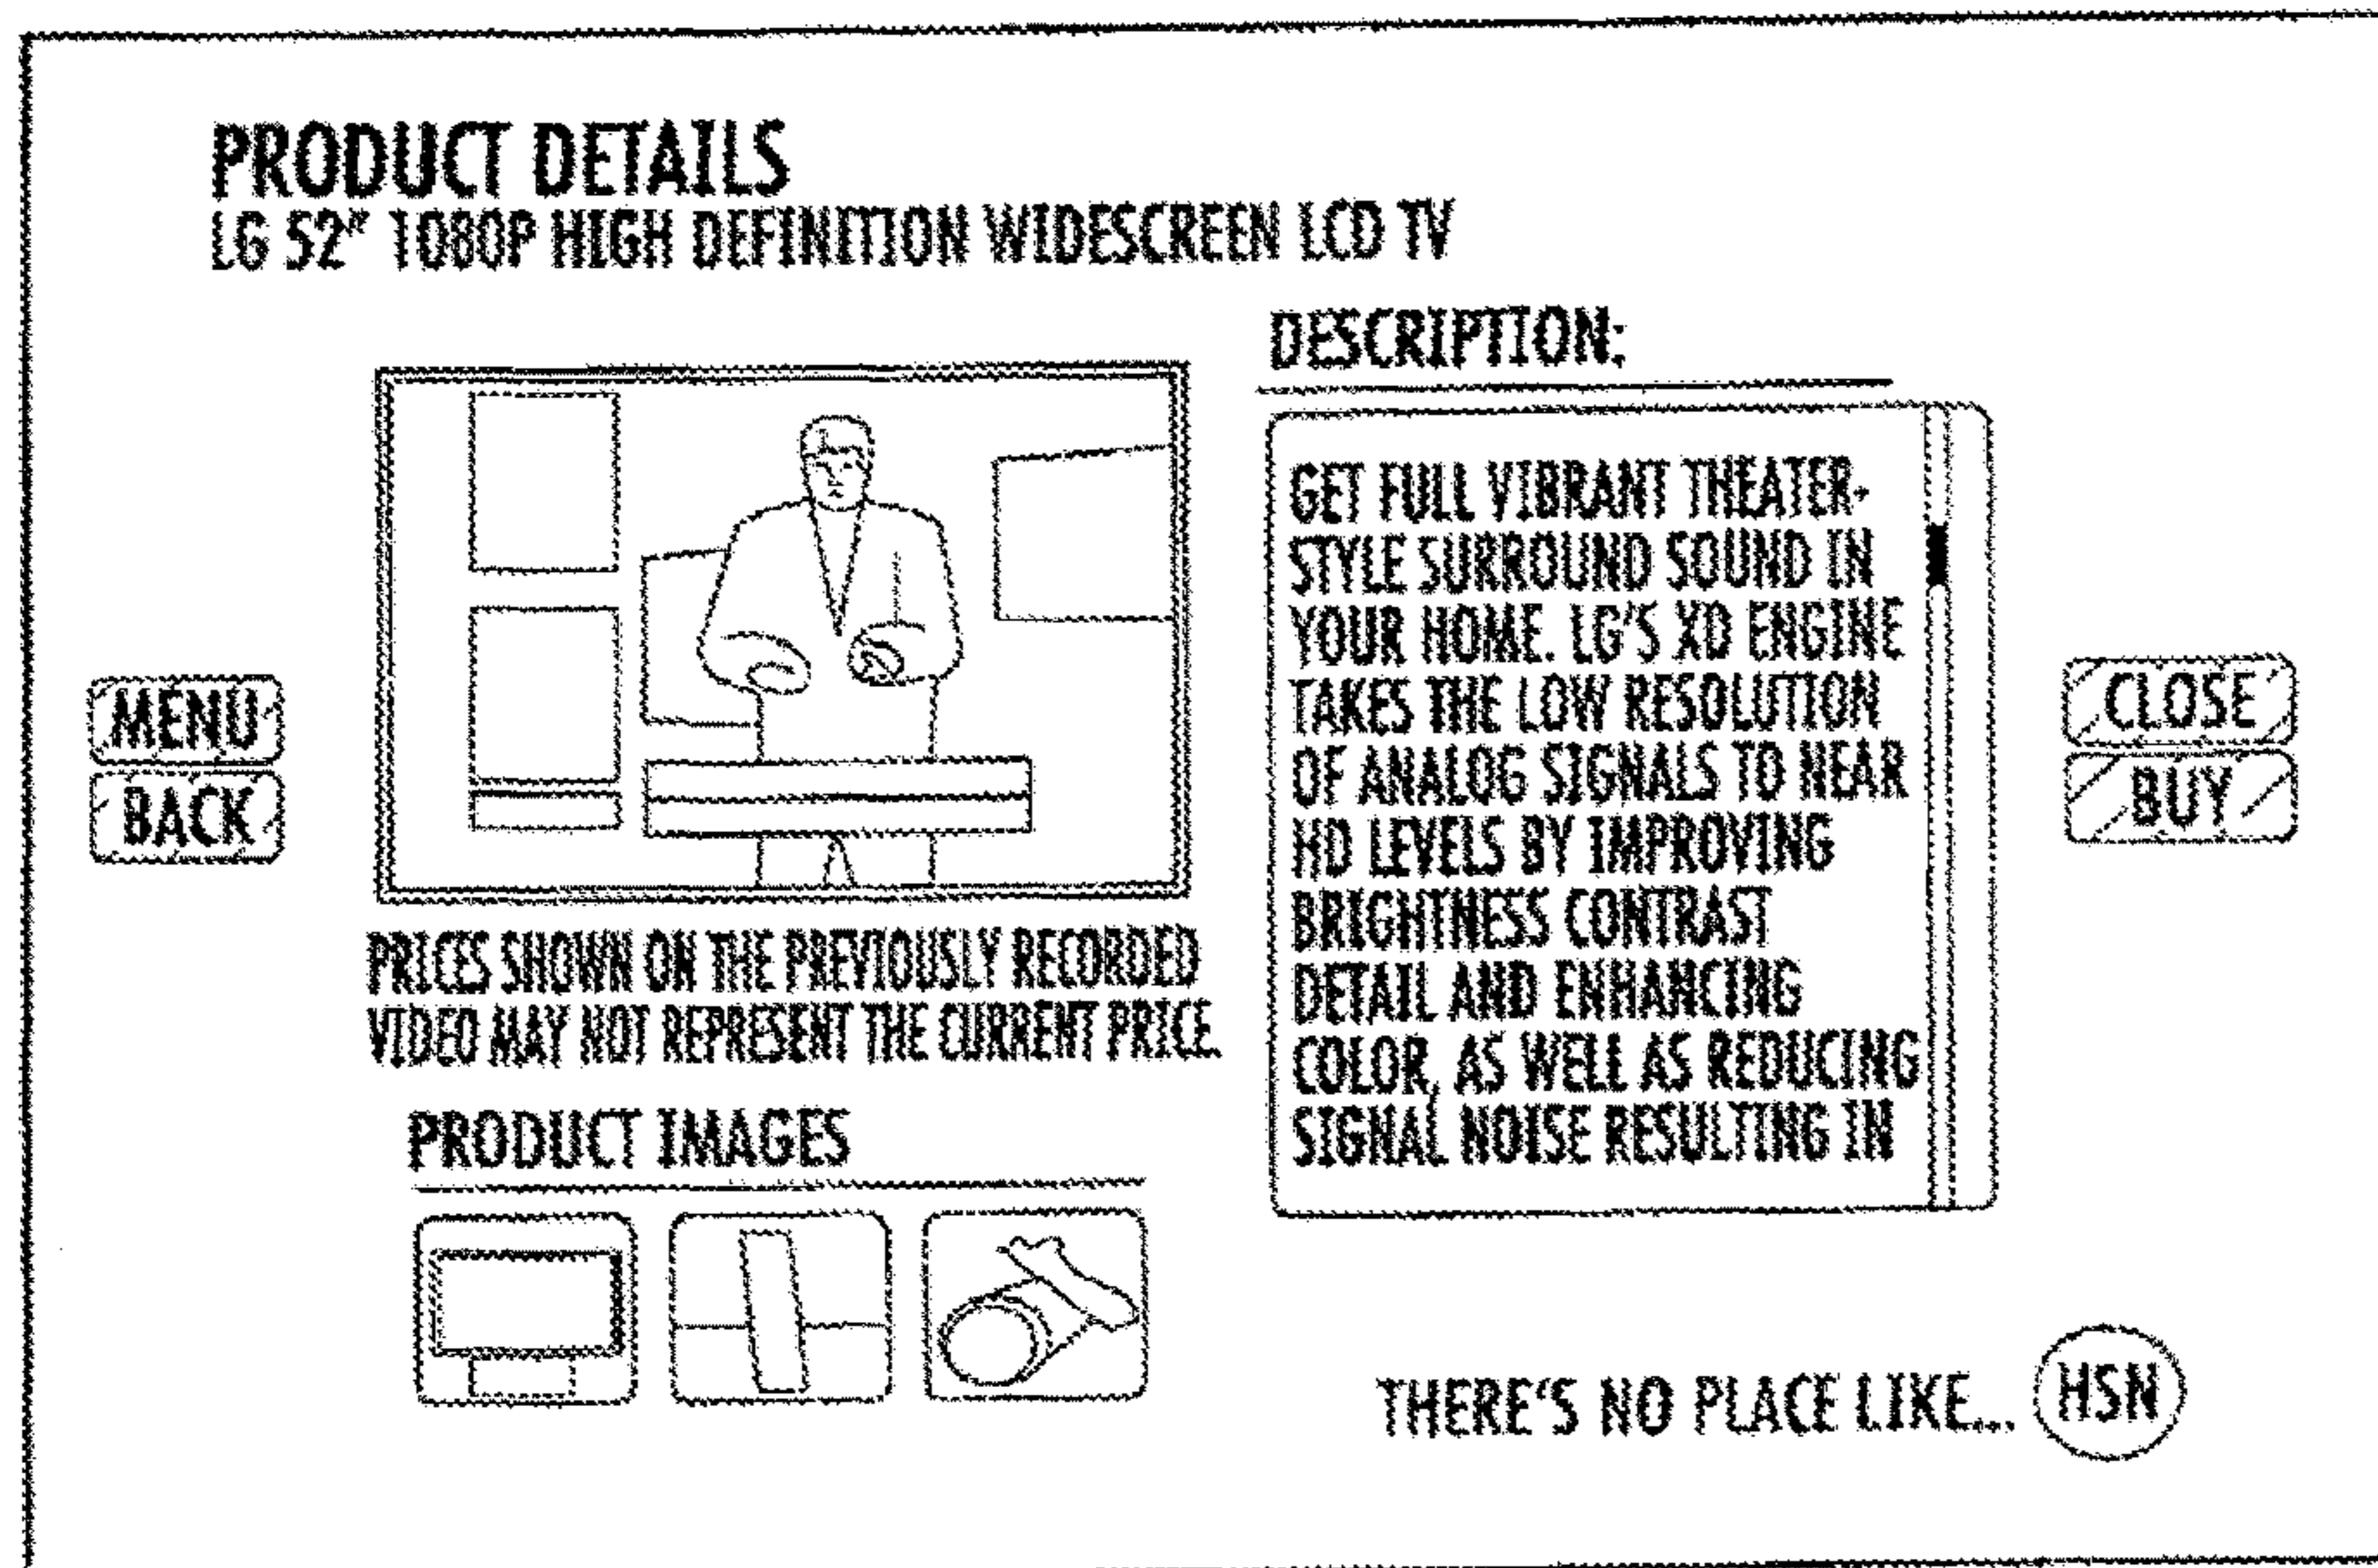 PRODUCT DETAILS
LG 52" 1080P HIGH DEFINITION WIDESCREEN LCD TV
MENU
BACK
PRICES SHOWN ON THE PREVIOUSLY RECORDED
VIDEO MAY NOT REPRESENT THE CURRENT PRICE.
PRODUCT IMAGES
DESCRIPTION:
GET FULL VIBRANT THEATER-
STYLE SURROUND SOUND IN
YOUR HOME. LG'S XD ENGINE
TAKES THE LOW RESOLUTION
OF ANALOG SIGNALS TO NEAR
HD LEVELS BY IMPROVING
BRIGHTNESS CONTRAST
DETAIL AND ENHANCING
COLOR, AS WELL AS REDUCING
SIGNAL NOISE RESULTING IN
CLOSE
BUY
THERE'S NO PLACE LIKE... HSN